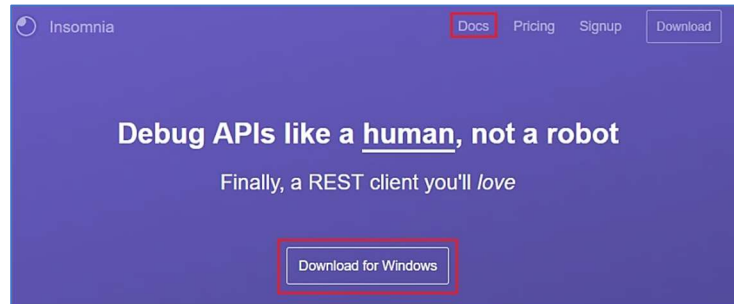 Insomnia Docs Pricing Signup Download
Debug APIs like a human, not a robot
Finally, a REST client you'll love
Download for Windows